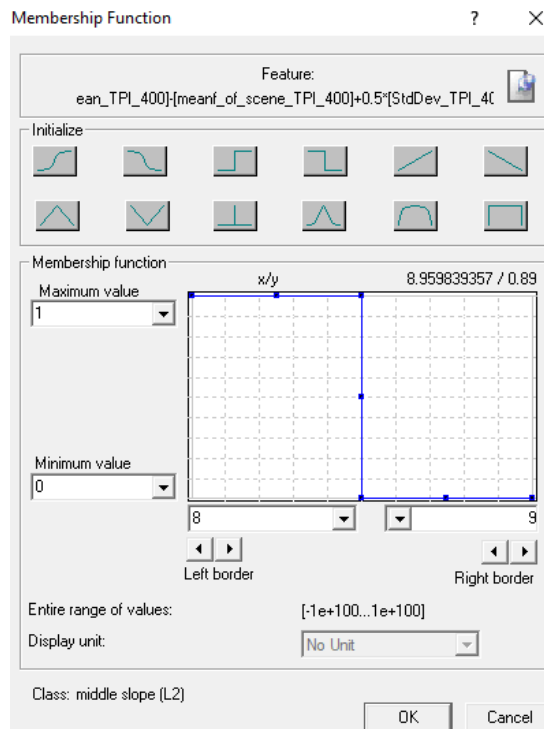 Membership Function
?
Feature:
ean_TPI_400]-[meanf_of_scene_TPI_400]+0.5*[StdDev_TPI_40
Initialize
Membership function
x/y 8.959839357 / 0.89
Maximum value
1
Minimum value
0
8 9
Left border Right border
Entire range of values: [-1e+100...1e+100]
Display unit: No Unit
Class: middle slope (L2)
OK Cancel